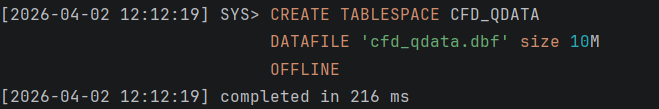 [2026-04-02 12:12:19] SYS> CREATE TABLESPACE CFD_QDATA
DATAFILE 'cfd_qdata.dbf' size 10M
OFFLINE
[2026-04-02 12:12:19] completed in 216 ms